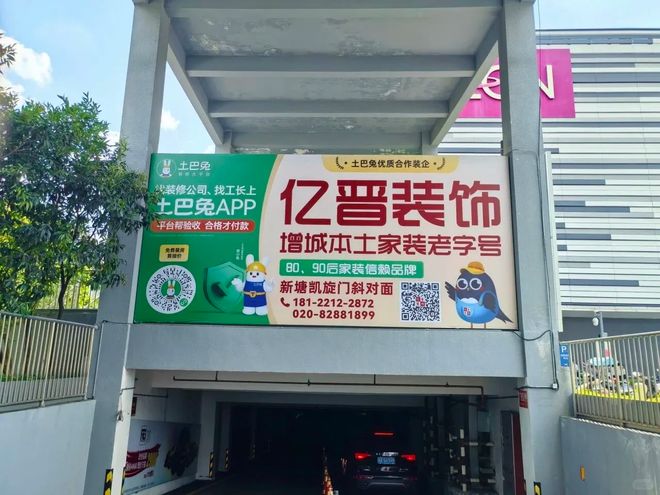 土巴兔
找装修公司、找工长上
土巴兔APP
平台帮验收 合格才付款
免费量房
算报价
土巴兔优质合作装企
亿晋装饰
增城本土家装老字号
80、90后家装信赖品牌
新塘凯旋门斜对面
181-2212-2872
020-82881899
EON
P